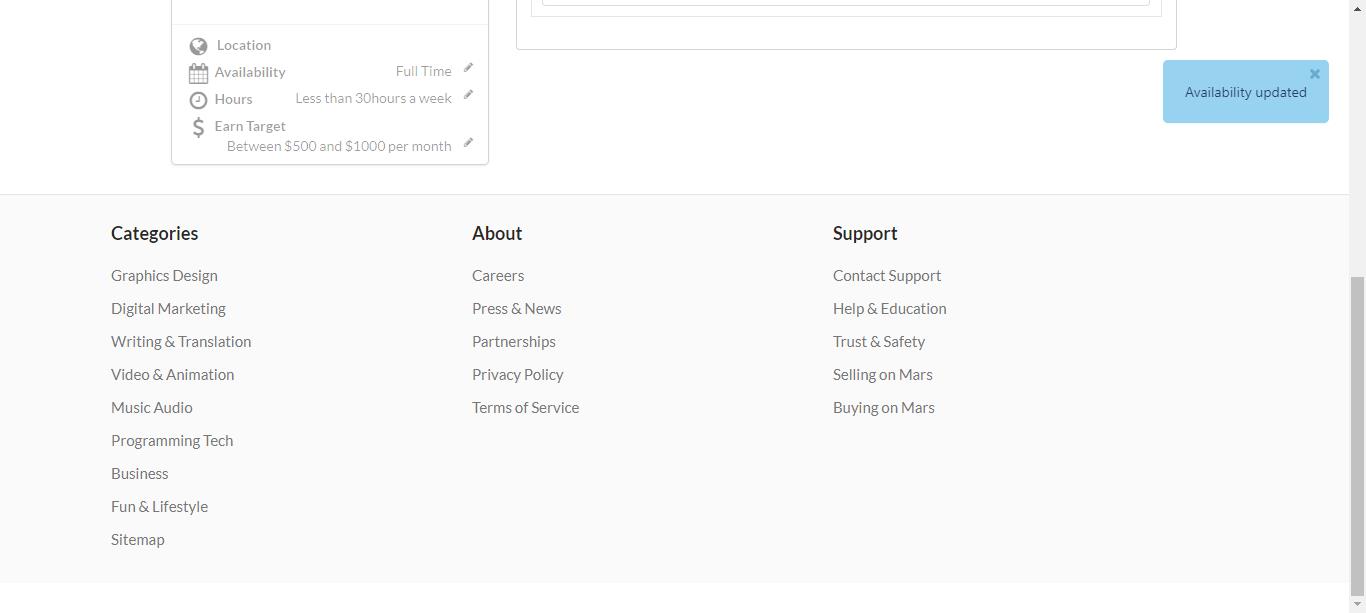 Location
Availability Full Time
Hours Less than 30hours a week
Earn Target
Between $500 and $1000 per month
Availability updated
Categories
Graphics Design
Digital Marketing
Writing & Translation
Video & Animation
Music Audio
Programming Tech
Business
Fun & Lifestyle
Sitemap
About
Careers
Press & News
Partnerships
Privacy Policy
Terms of Service
Support
Contact Support
Help & Education
Trust & Safety
Selling on Mars
Buying on Mars